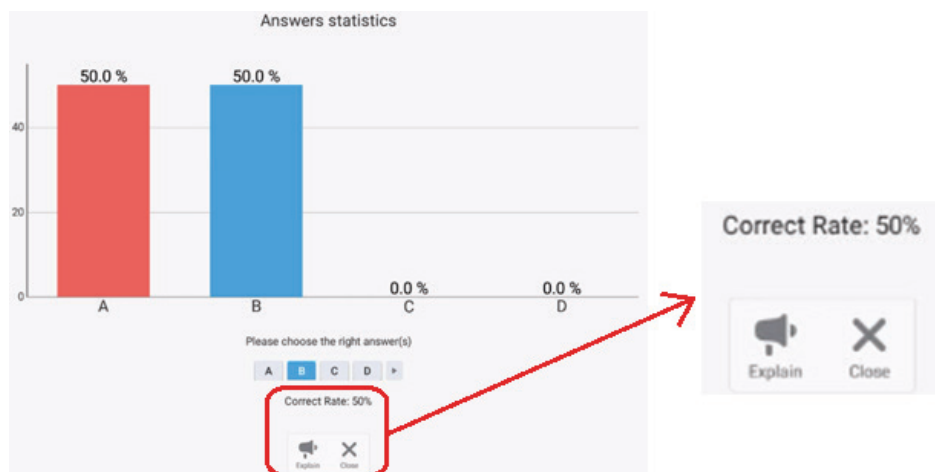 Answers statistics
50.0 % 50.0 %
40
20
0.0 % 0.0 %
0
A B C D
Please choose the right answer(s)
A B C D
Correct Rate: 50%
Explain Close
Correct Rate: 50%
Explain Close